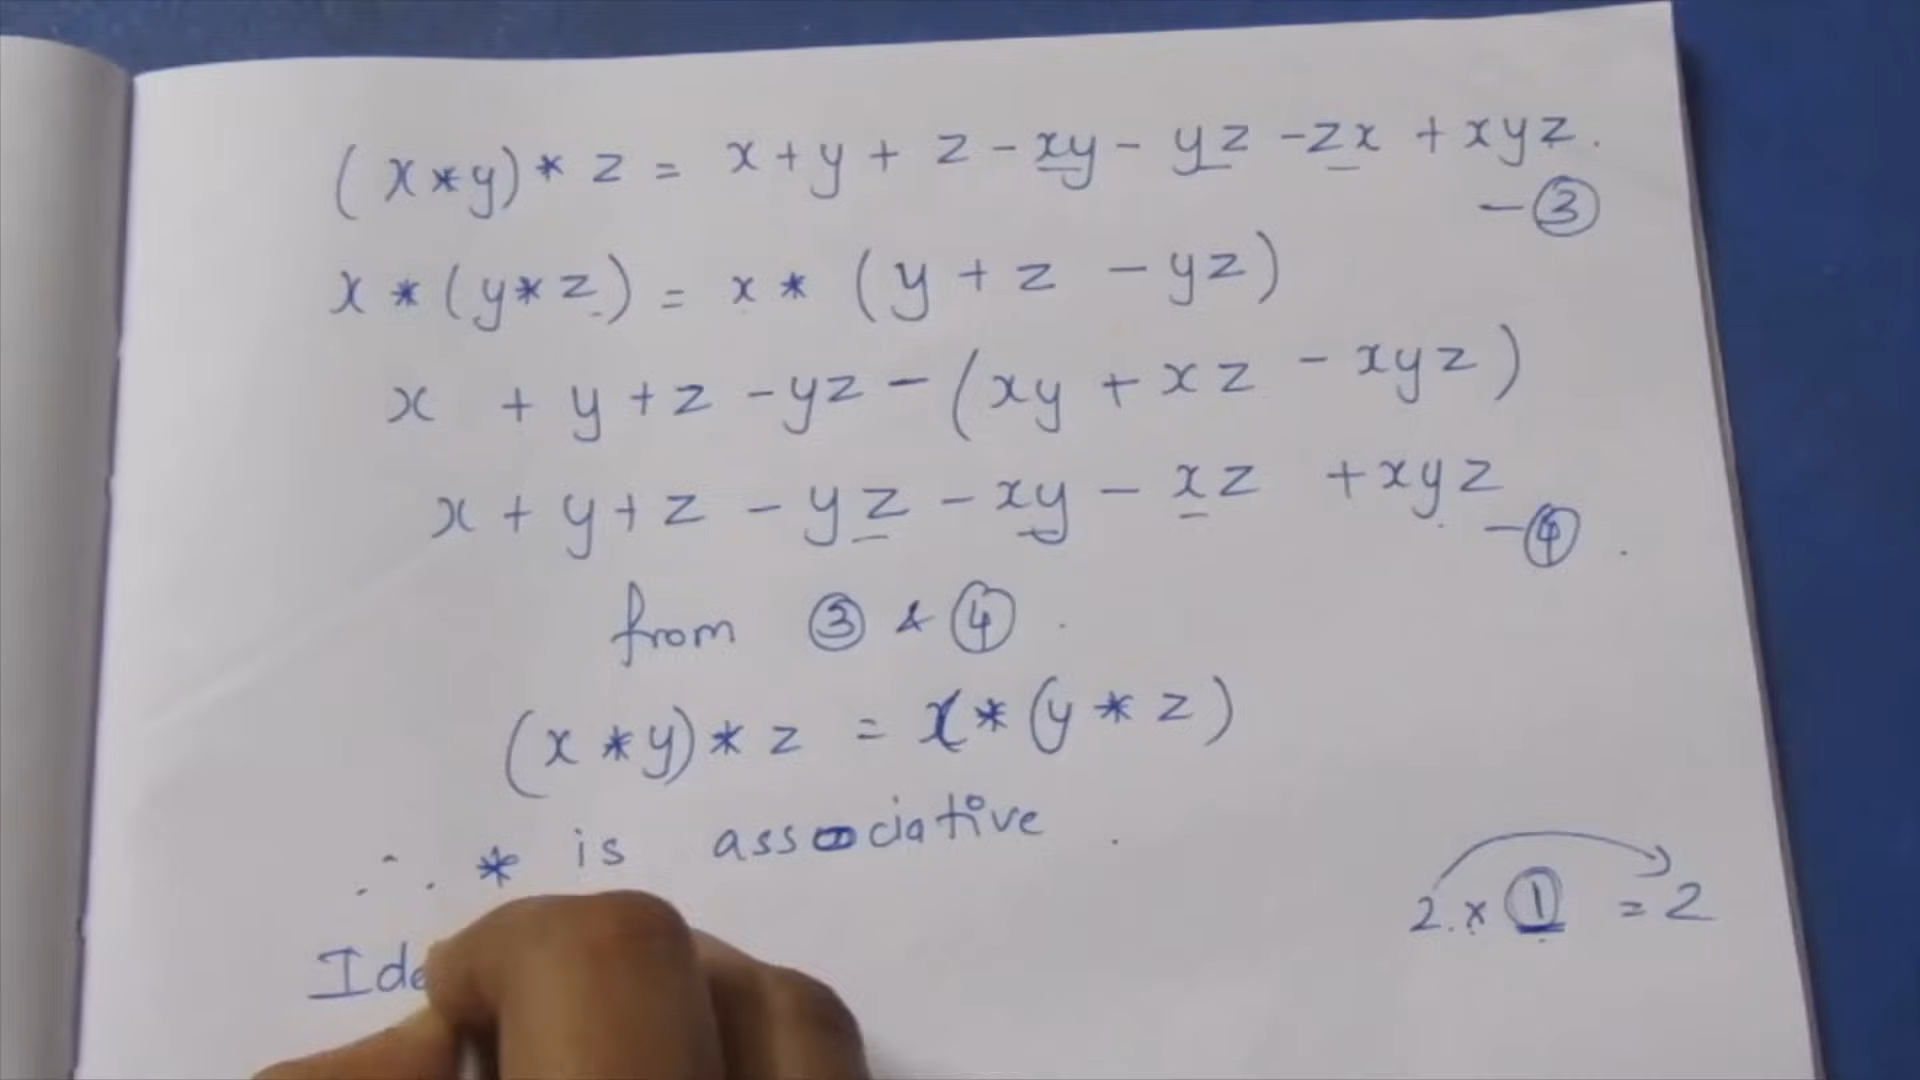 (x*y)*z = x+y+z-xy-yz-zx+xyz.
-③
x*(y*z) = x*(y+z-yz)
x+y+z-yz-(xy+xz-xyz)
x+y+z-yz-xy-xz+xyz
-④
from ③ & ④.
(x*y)*z = x*(y*z)
∴ * is associative.
2 × ① = 2